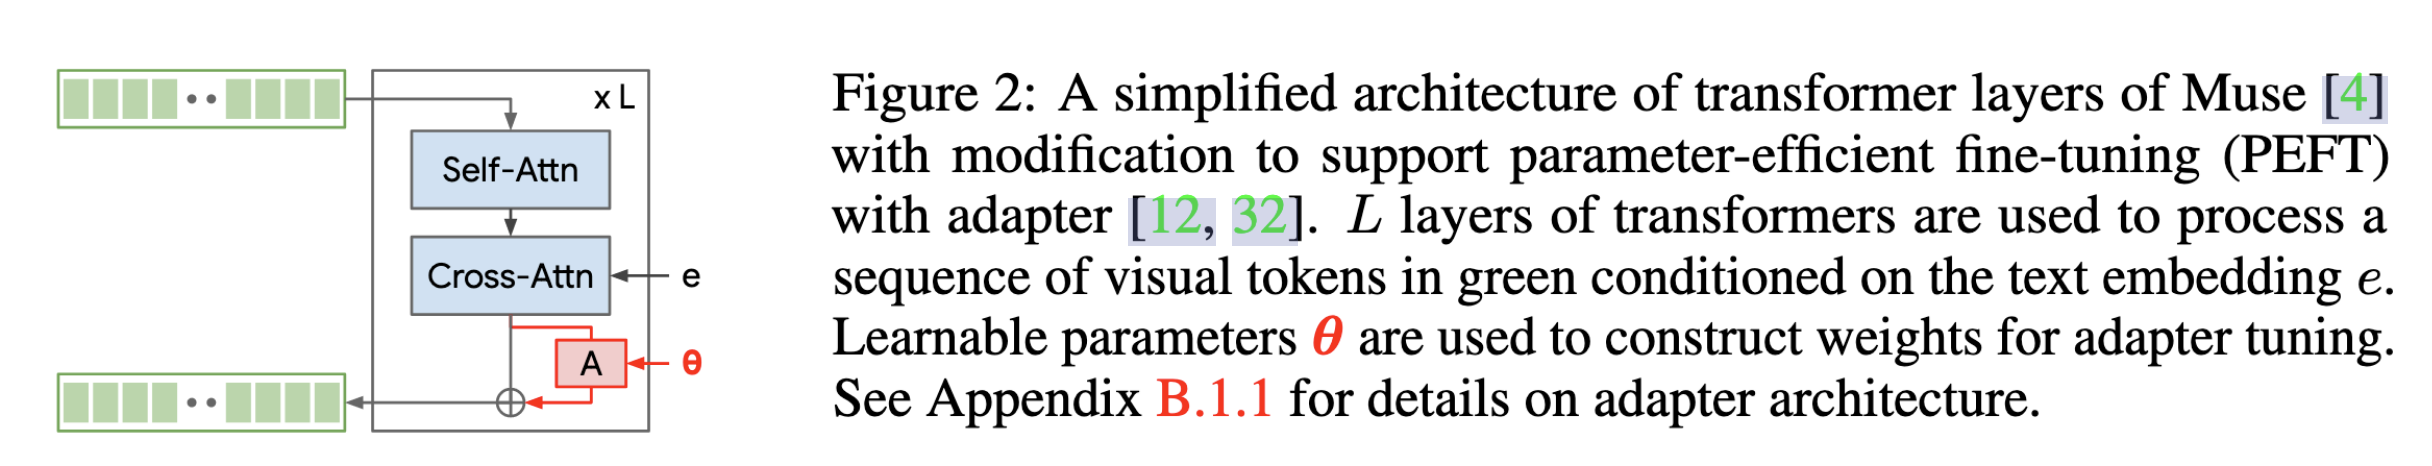 x L
Self-Attn
Cross-Attn
e
A
θ
Figure 2: A simplified architecture of transformer layers of Muse [4]
with modification to support parameter-efficient fine-tuning (PEFT)
with adapter [12, 32]. L layers of transformers are used to process a
sequence of visual tokens in green conditioned on the text embedding e.
Learnable parameters θ are used to construct weights for adapter tuning.
See Appendix B.1.1 for details on adapter architecture.